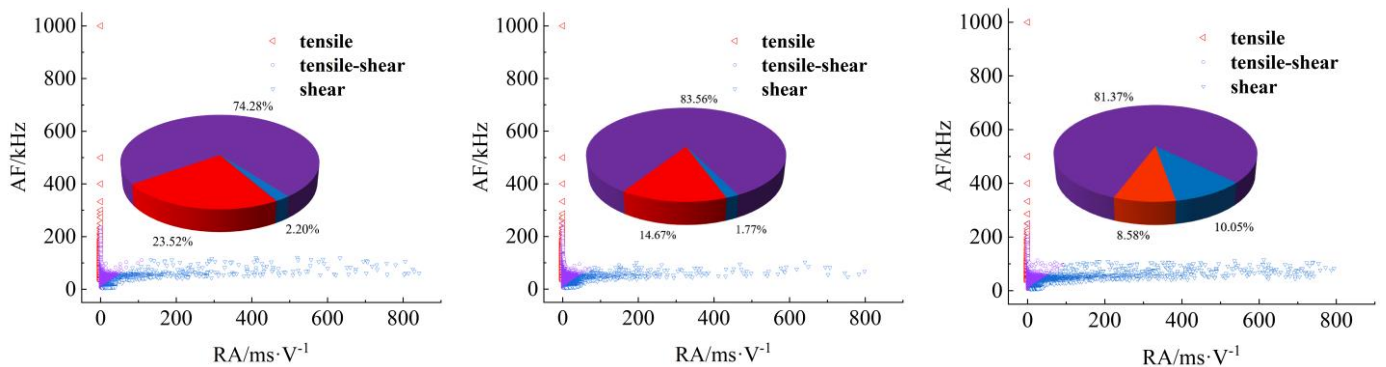 1000
800
600
400
200
0
AF/kHz
tensile
tensile-shear
shear
74.28%
23.52%
2.20%
0 200 400 600 800
RA/ms·V⁻¹
1000
800
600
400
200
0
AF/kHz
tensile
tensile-shear
shear
83.56%
14.67%
1.77%
0 200 400 600 800
RA/ms·V⁻¹
1000
800
600
400
200
0
AF/kHz
tensile
tensile-shear
shear
81.37%
8.58%
10.05%
0 200 400 600 800
RA/ms·V⁻¹